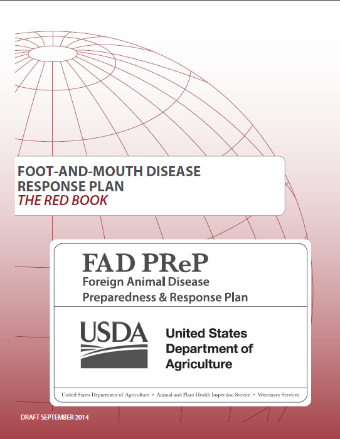 FOOT-AND-MOUTH DISEASE
RESPONSE PLAN
THE RED BOOK
FAD PReP
Foreign Animal Disease
Preparedness & Response Plan
USDA
United States
Department of
Agriculture
United States Department of Agriculture • Animal and Plant Health Inspection Service • Veterinary Services
DRAFT SEPTEMBER 2014